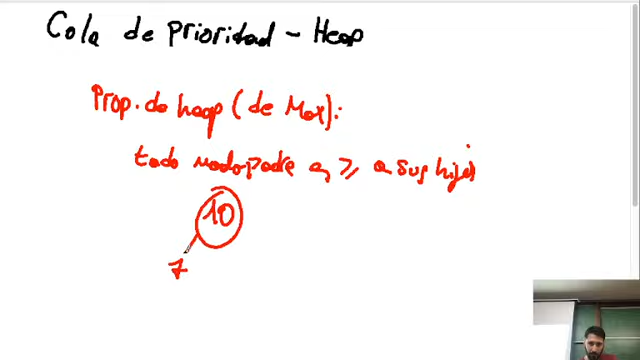 Cola de prioridad - Heap
Prop. de heap (de Max):
todo nodo padre es ≥ a sus hijos
10
7